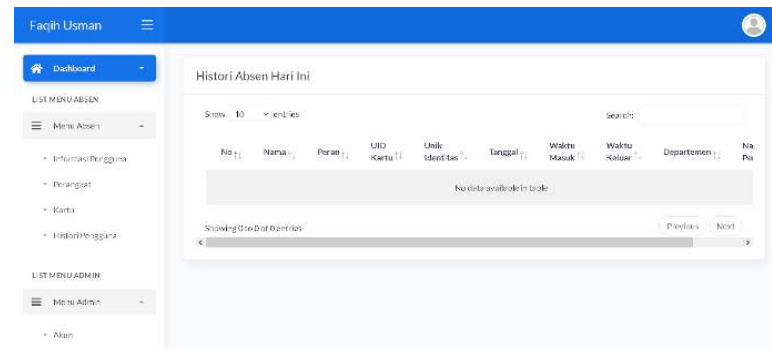 Faqih Usman
Dashboard
LIST MENU ABSEN
Menu Absen
Informasi Pengguna
Perangkat
Kartu
Histori Pengguna
LIST MENU ADMIN
Menu Admin
Akun
Histori Absen Hari Ini
Show 10 entries
Search:
No Nama Peran UID Kartu Unik Identitas Tanggal Waktu Masuk Waktu Keluar Departemen Na Per
No data available in table
Showing 0 to 0 of 0 entries
Previous Next